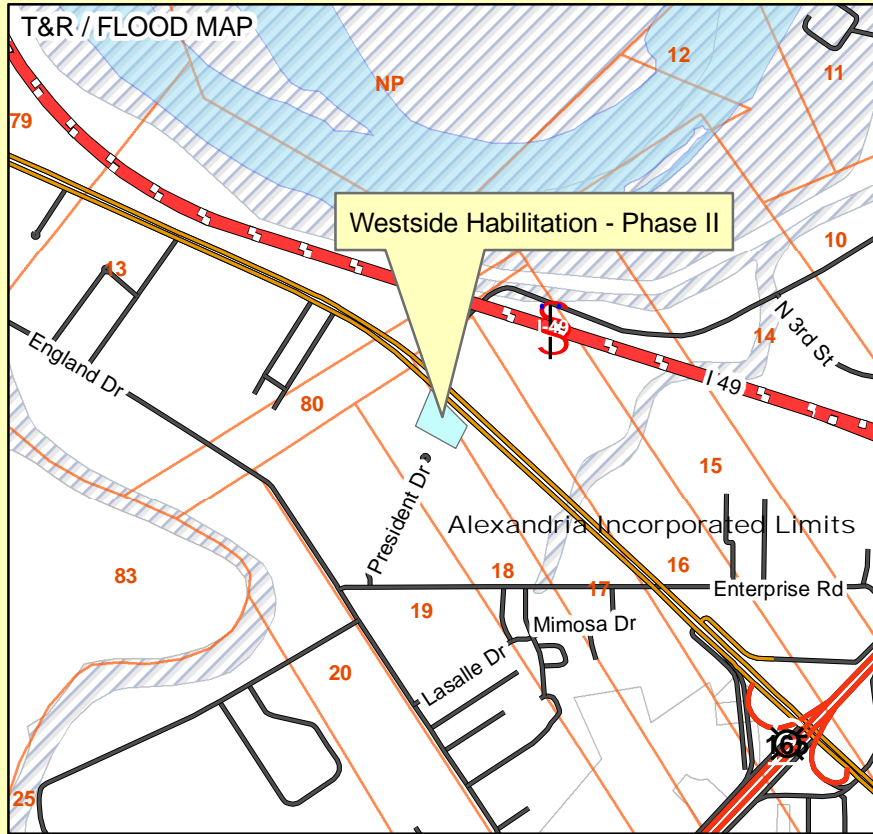 T&R / FLOOD MAP
12
11
NP
79
Westside Habilitation - Phase II
10
13
N 3rd St
14
I-49
England Dr
I 49
80
15
President Dr
Alexandria Incorporated Limits
83
18
16
17
Enterprise Rd
19
Mimosa Dr
Lasalle Dr
20
25